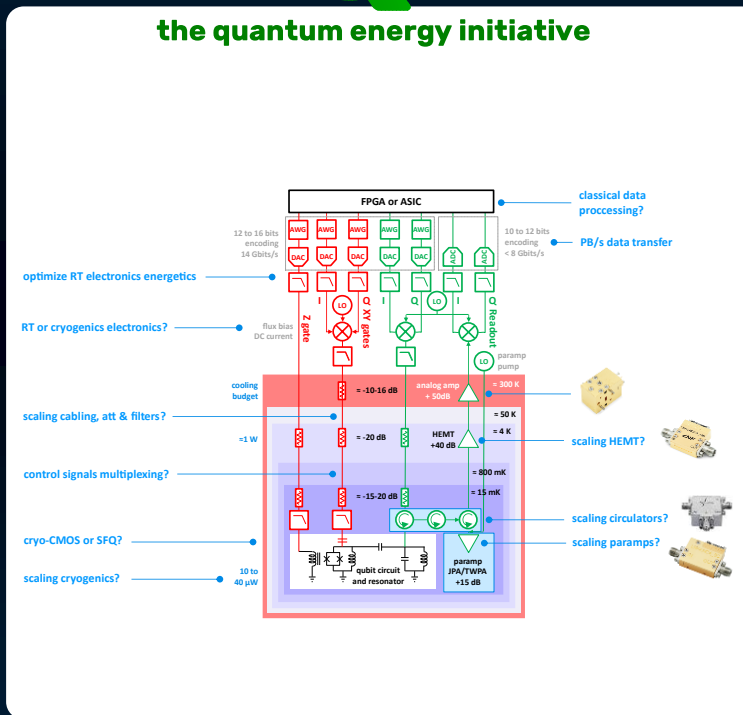 the quantum energy initiative
FPGA or ASIC
classical data
proccessing?
12 to 16 bits
encoding
14 Gbits/s
AWG
AWG
AWG
AWG
AWG
DAC
DAC
DAC
DAC
DAC
ADC
ADC
10 to 12 bits
encoding
< 8 Gbits/s
PB/s data transfer
optimize RT electronics energetics
I
Q
I
Q
I
Q
LO
LO
RT or cryogenics electronics?
flux bias
DC current
Z gate
XY gates
Readout
LO
paramp
pump
cooling
budget
≈ -10-16 dB
analog amp
+ 50dB
≈ 300 K
scaling cabling, att & filters?
≈ 50 K
≈1 W
≈ -20 dB
HEMT
+40 dB
≈ 4 K
scaling HEMT?
control signals multiplexing?
≈ 800 mK
≈ -15-20 dB
≈ 15 mK
scaling circulators?
cryo-CMOS or SFQ?
scaling paramps?
scaling cryogenics?
10 to
40 µW
qubit circuit
and resonator
paramp
JPA/TWPA
+15 dB